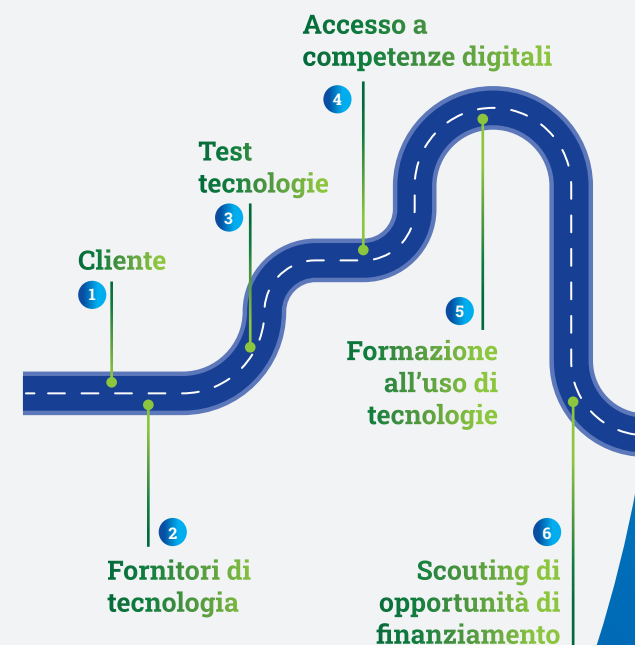 Cliente
1
2
Fornitori di
tecnologia
Test
tecnologie
3
Accesso a
competenze digitali
4
5
Formazione
all'uso di
tecnologie
6
Scouting di
opportunità di
finanziamento